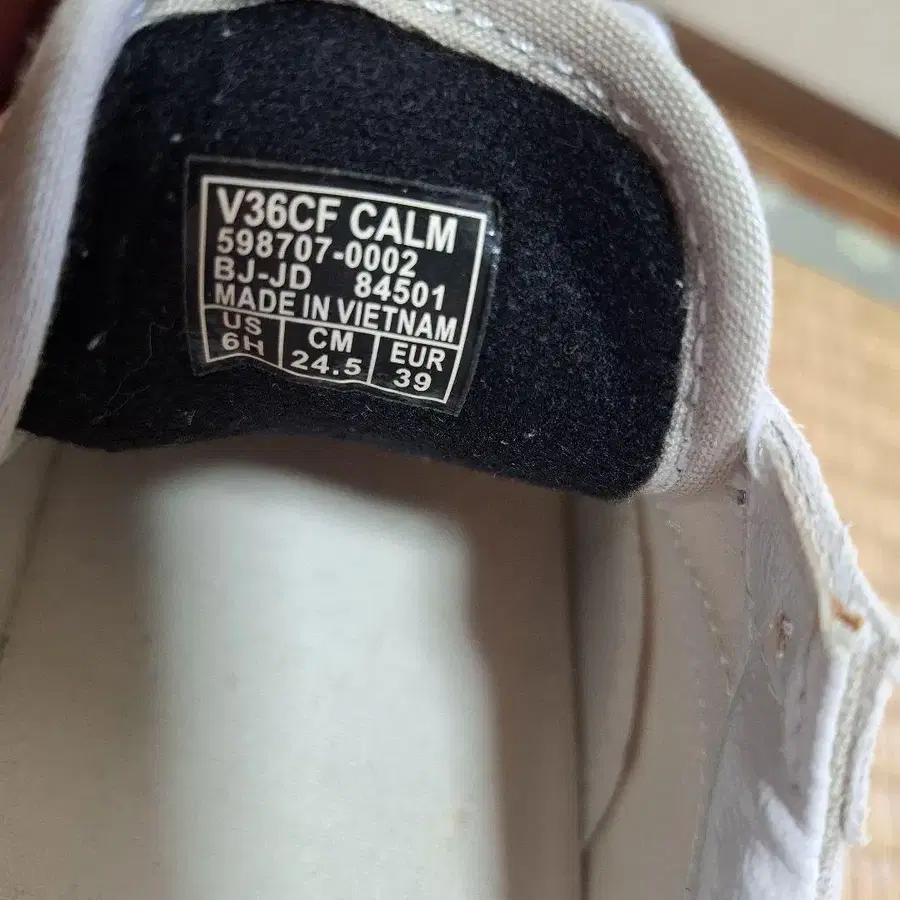 V36CF CALM
598707-0002
BJ-JD 84501
MADE IN VIETNAM
US CM EUR
6H 24.5 39